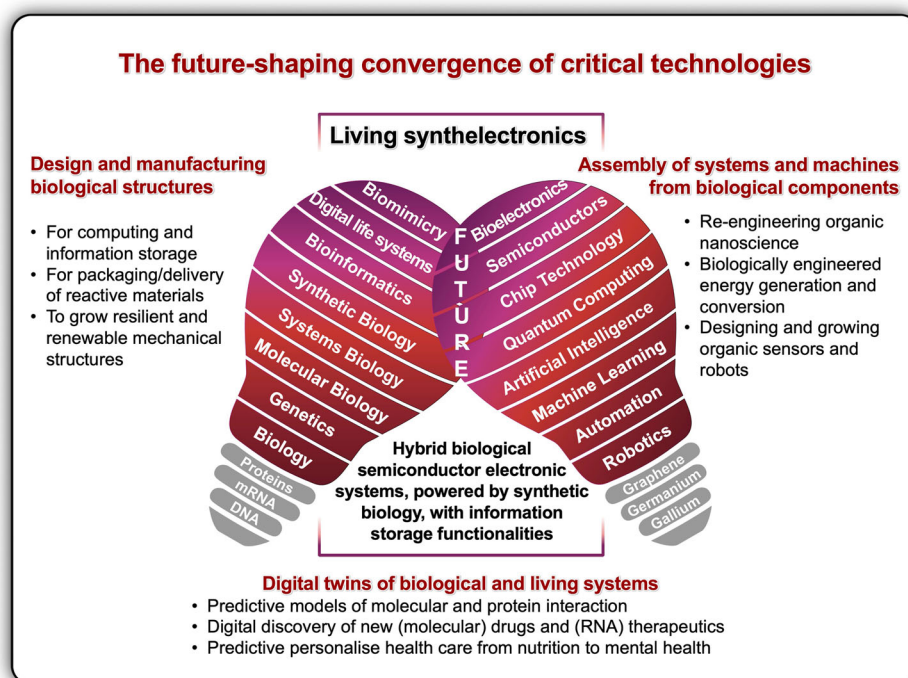 The future-shaping convergence of critical technologies
Living synthelectronics
Design and manufacturing
biological structures
• For computing and
information storage
• For packaging/delivery
of reactive materials
• To grow resilient and
renewable mechanical
structures
Assembly of systems and machines
from biological components
• Re-engineering organic
nanoscience
• Biologically engineered
energy generation and
conversion
• Designing and growing
organic sensors and
robots
Biomimicry
Digital life systems
Bioinformatics
Synthetic Biology
Systems Biology
Molecular Biology
Genetics
Biology
Proteins
mRNA
DNA
FUTURE
Bioelectronics
Semiconductors
Chip Technology
Quantum Computing
Artificial Intelligence
Machine Learning
Automation
Robotics
Graphene
Germanium
Gallium
Hybrid biological
semiconductor electronic
systems, powered by synthetic
biology, with information
storage functionalities
Digital twins of biological and living systems
• Predictive models of molecular and protein interaction
• Digital discovery of new (molecular) drugs and (RNA) therapeutics
• Predictive personalise health care from nutrition to mental health